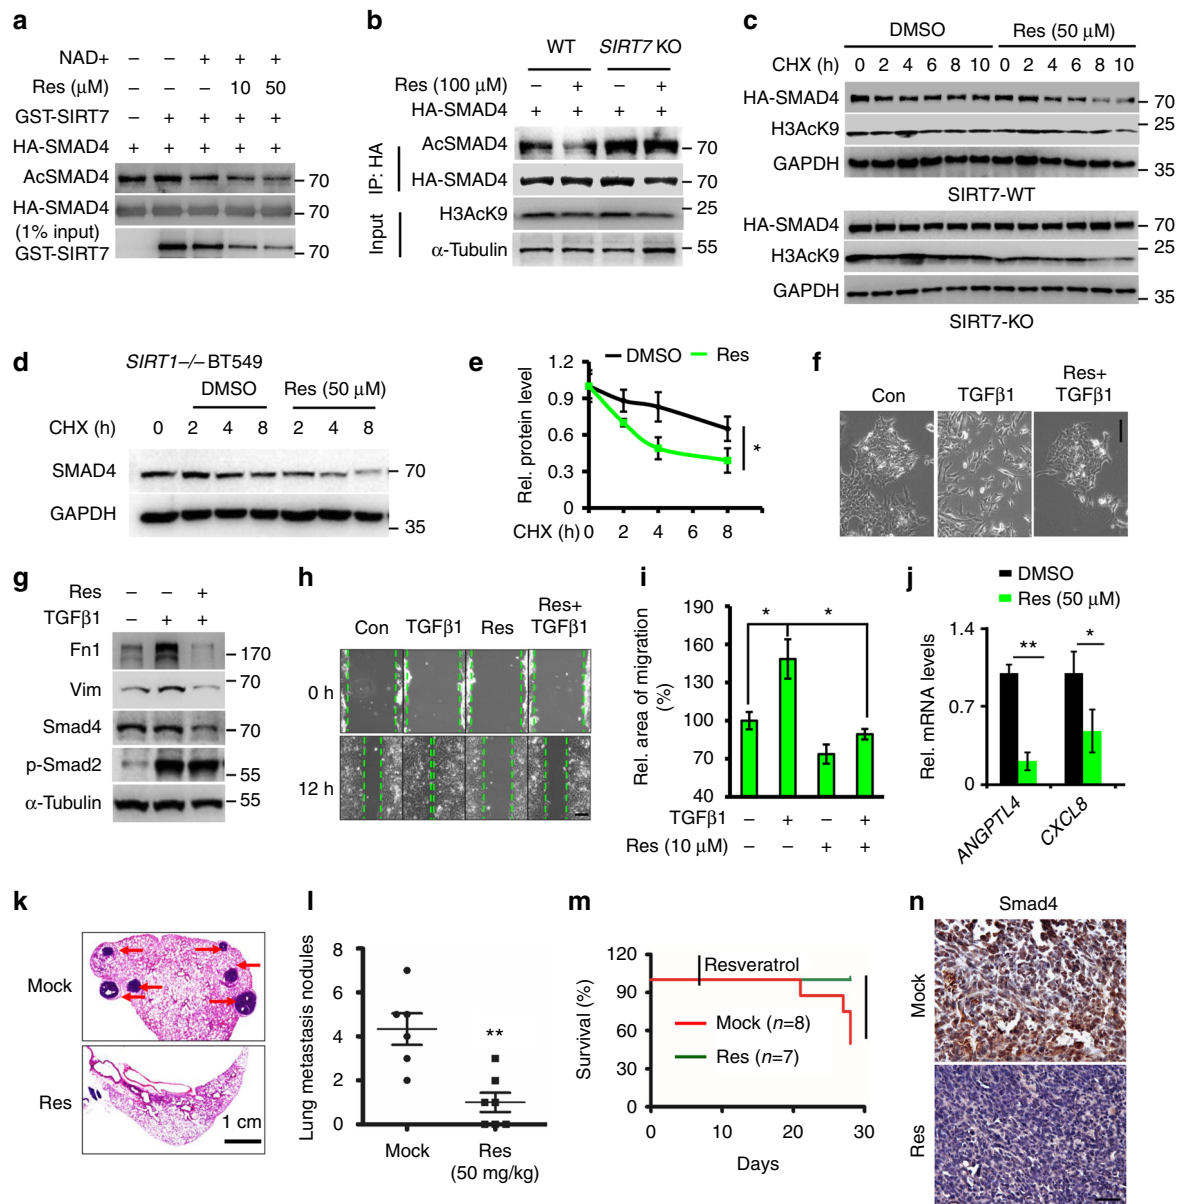 a
NAD+ – – + + +
Res (μM) – – – 10 50
GST-SIRT7 – + + + +
HA-SMAD4 + + + + +
AcSMAD4 70
HA-SMAD4 70
(1% input)
GST-SIRT7 70
b
WT SIRT7 KO
Res (100 μM) – + – +
HA-SMAD4 + + + +
IP: HA
AcSMAD4 70
HA-SMAD4 70
Input
H3AcK9 25
α-Tubulin 55
c
DMSO Res (50 μM)
CHX (h) 0 2 4 6 8 10 0 2 4 6 8 10
HA-SMAD4 70
H3AcK9 25
GAPDH 35
SIRT7-WT
HA-SMAD4 70
H3AcK9 25
GAPDH 35
SIRT7-KO
d
SIRT1–/– BT549
DMSO Res (50 μM)
CHX (h) 0 2 4 8 2 4 8
SMAD4 70
GAPDH 35
e
DMSO Res
Rel. protein level
1.2
0.9
0.6
0.3
0
*
CHX (h) 0 2 4 6 8
f
Con TGFβ1 Res+
TGFβ1
g
Res – – +
TGFβ1 – + +
Fn1 170
Vim 70
Smad4 70
p-Smad2 55
α-Tubulin 55
h
Con TGFβ1 Res Res+
TGFβ1
0 h
12 h
i
Rel. area of migration
(%)
190
160
130
100
70
40
* *
TGFβ1 – + – +
Res (10 μM) – – + +
j
DMSO
Res (50 μM)
Rel. mRNA levels
1.4
0.7
0
** *
ANGPTL4 CXCL8
k
Mock
Res
1 cm
l
Lung metastasis nodules
8
6
4
2
0
**
Mock Res
(50 mg/kg)
m
Survival (%)
120
90
60
30
0
Resveratrol
Mock (n=8)
Res (n=7)
0 10 20 30
Days
n
Smad4
Mock
Res